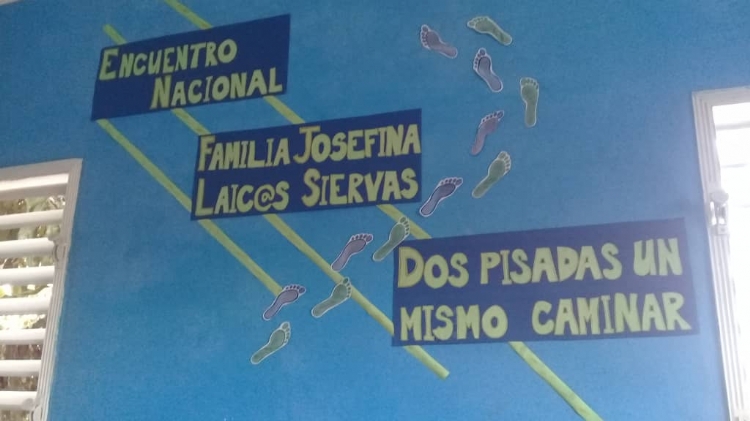 ENCUENTRO
NACIONAL
FAMILIA JOSEFINA
LAIC@S SIERVAS
DOS PISADAS UN
MISMO CAMINAR